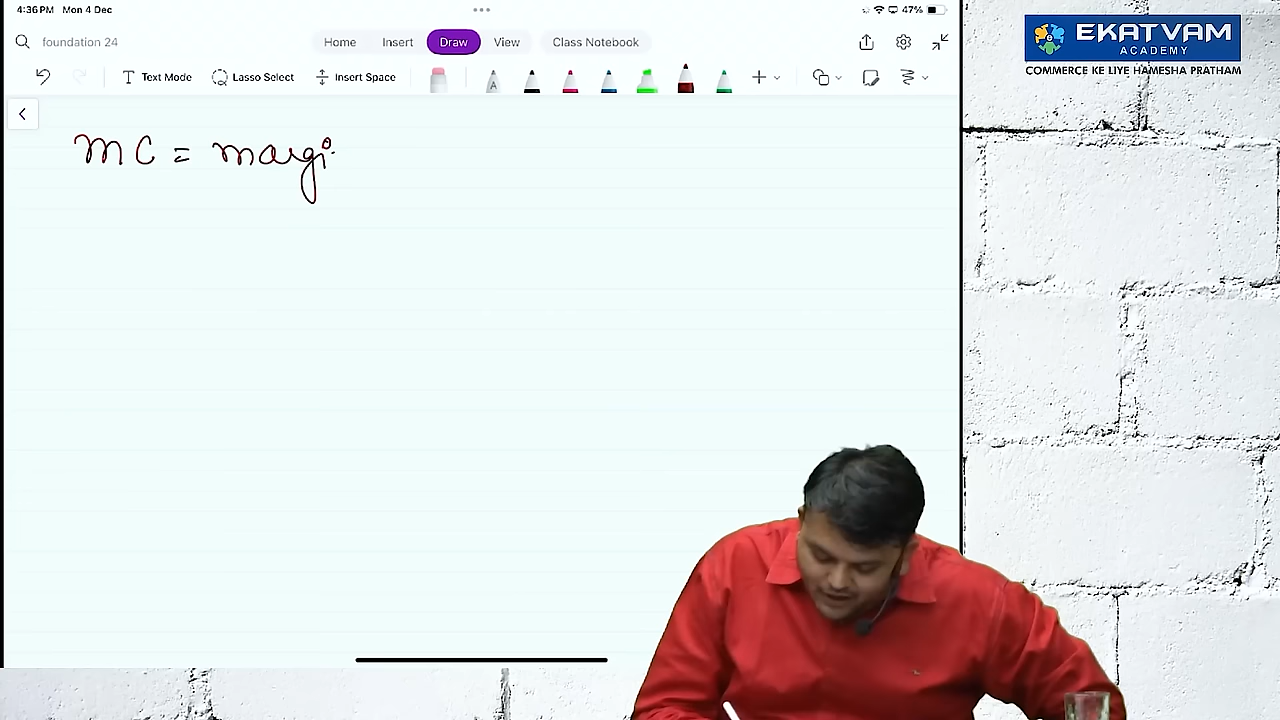 4:36 PM Mon 4 Dec
47%
foundation 24
Home Insert Draw View Class Notebook
Text Mode Lasso Select Insert Space
A
MC = margi
EKATVAM
ACADEMY
COMMERCE KE LIYE HAMESHA PRATHAM